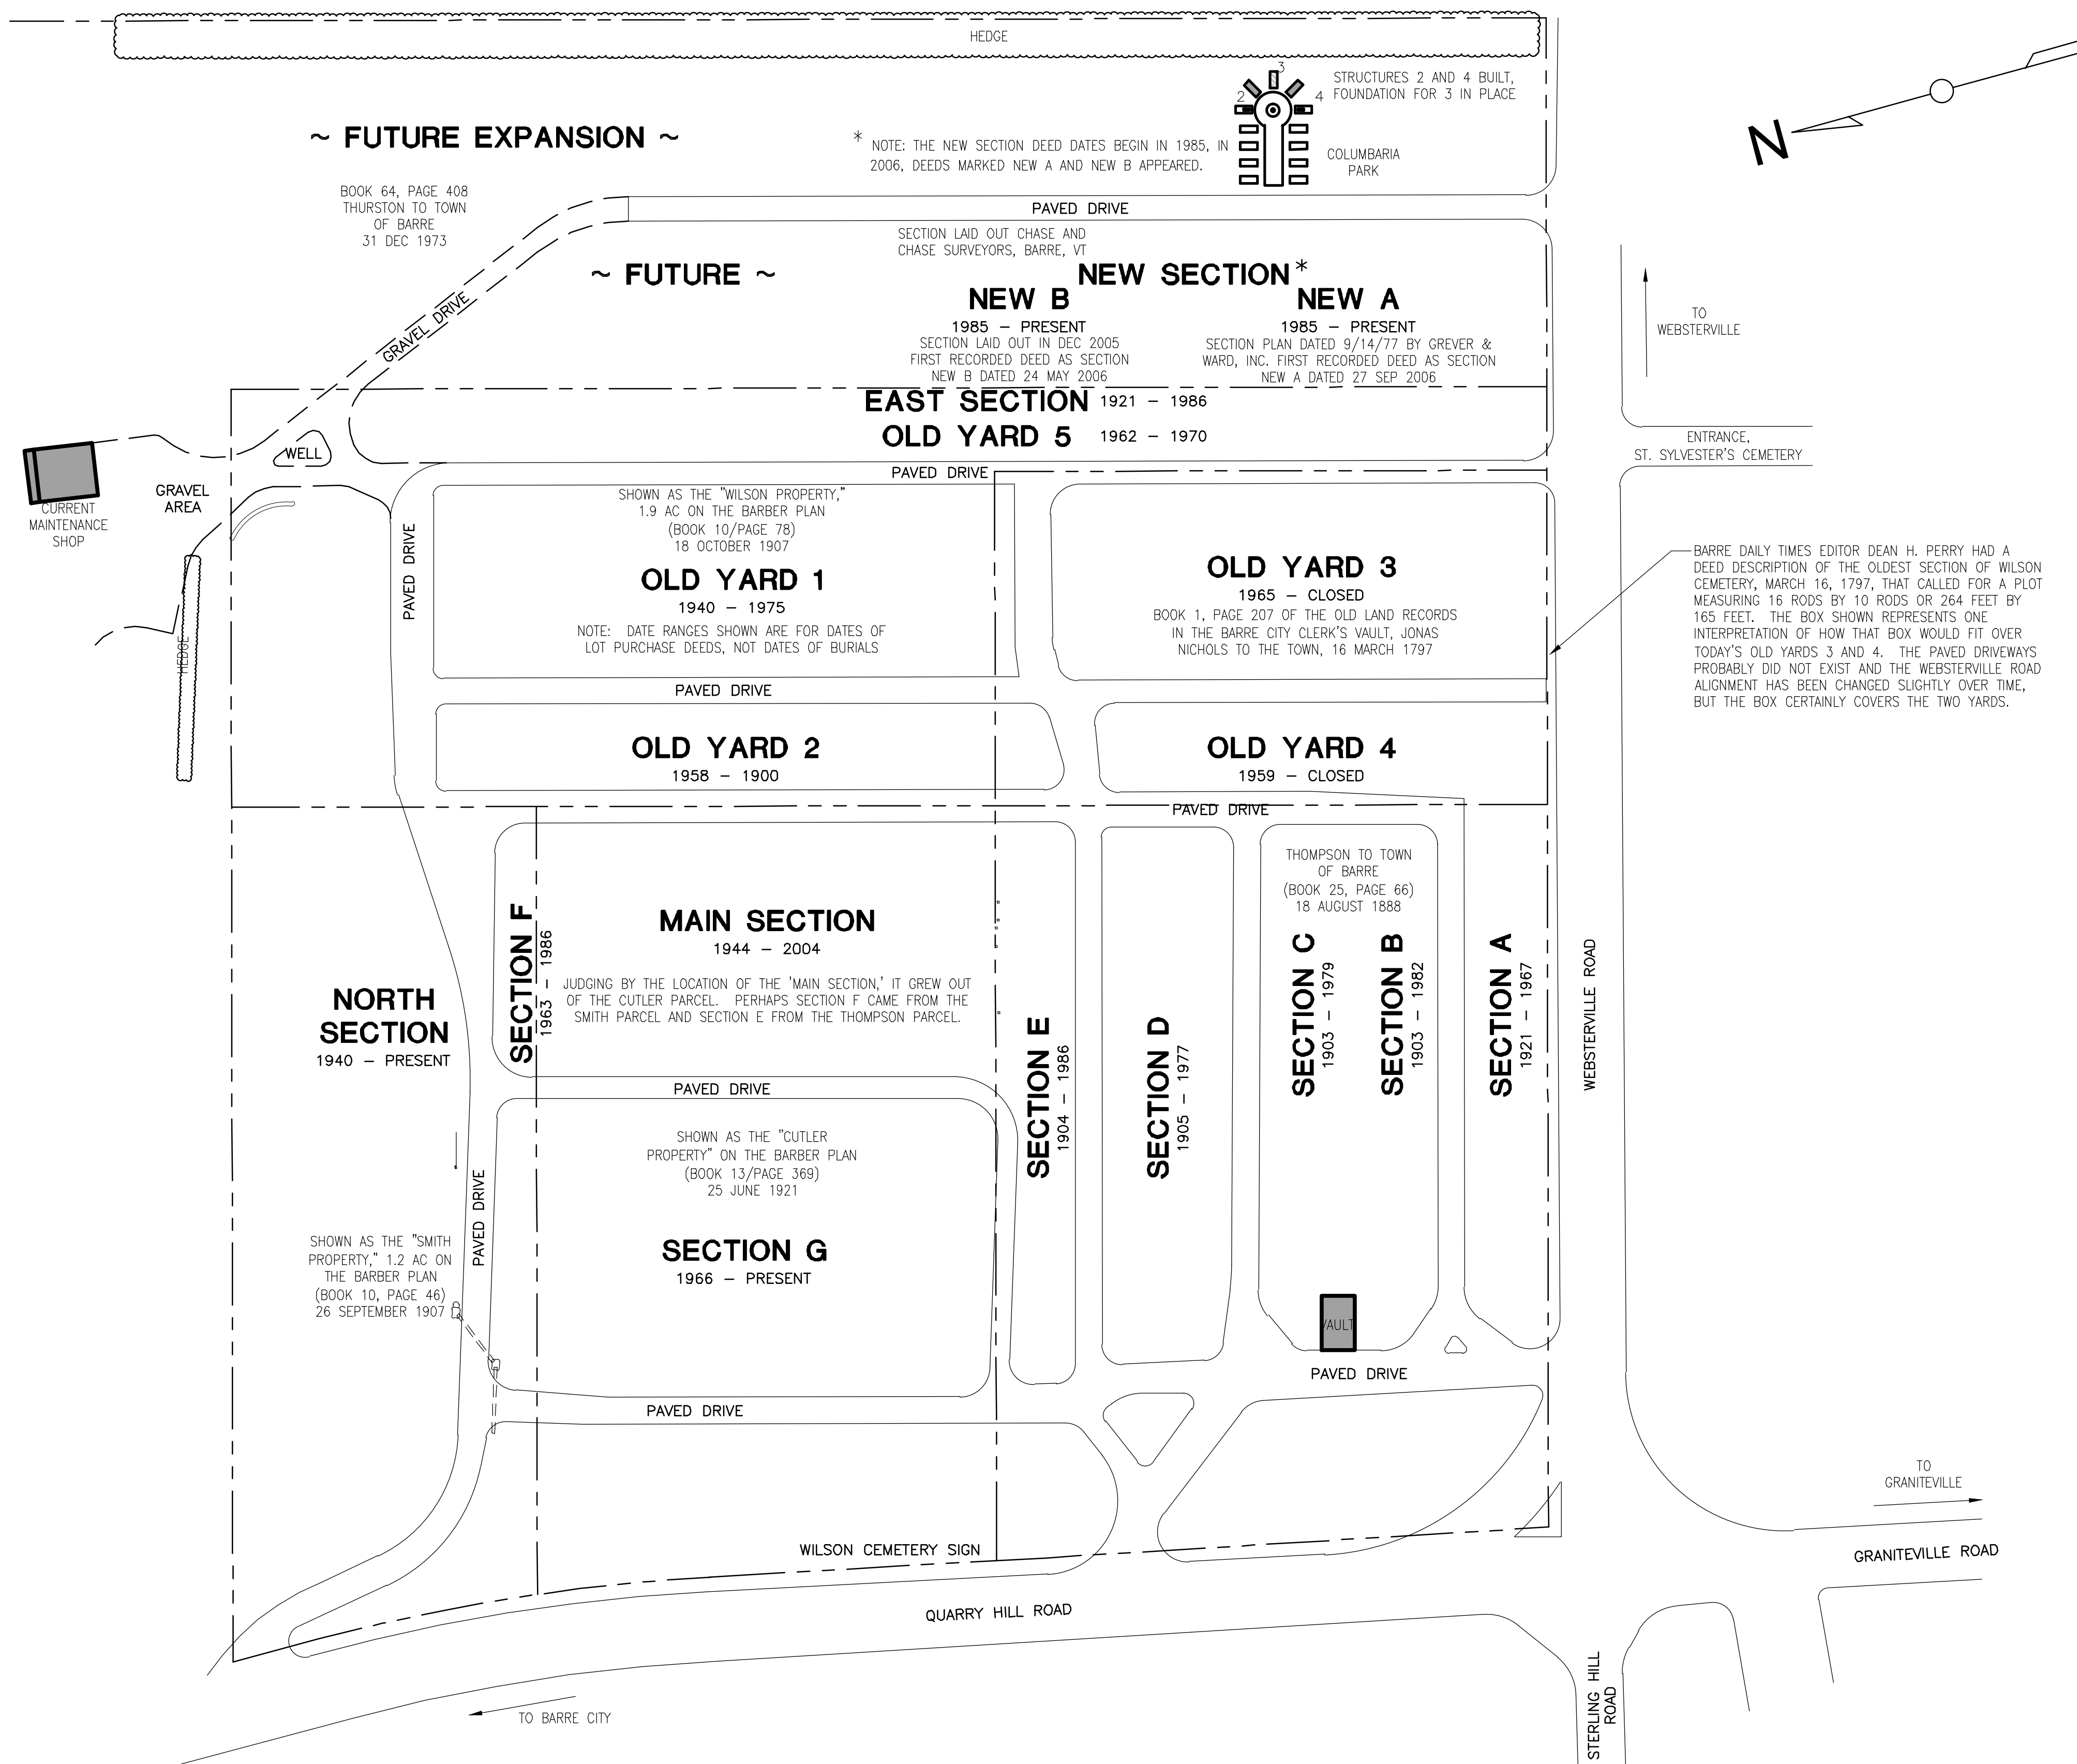 HEDGE
3
2
4
STRUCTURES 2 AND 4 BUILT,
FOUNDATION FOR 3 IN PLACE
N
~ FUTURE EXPANSION ~
* NOTE: THE NEW SECTION DEED DATES BEGIN IN 1985, IN
2006, DEEDS MARKED NEW A AND NEW B APPEARED.
COLUMBARIA
PARK
BOOK 64, PAGE 408
THURSTON TO TOWN
OF BARRE
31 DEC 1973
PAVED DRIVE
SECTION LAID OUT CHASE AND
CHASE SURVEYORS, BARRE, VT
~ FUTURE ~
NEW SECTION*
NEW B
1985 – PRESENT
SECTION LAID OUT IN DEC 2005
FIRST RECORDED DEED AS SECTION
NEW B DATED 24 MAY 2006
NEW A
1985 – PRESENT
SECTION PLAN DATED 9/14/77 BY GREVER &
WARD, INC. FIRST RECORDED DEED AS SECTION
NEW A DATED 27 SEP 2006
TO
WEBSTERVILLE
GRAVEL DRIVE
EAST SECTION 1921 – 1986
OLD YARD 5 1962 – 1970
ENTRANCE,
ST. SYLVESTER'S CEMETERY
WELL
PAVED DRIVE
GRAVEL
AREA
CURRENT
MAINTENANCE
SHOP
PAVED DRIVE
HEDGE
SHOWN AS THE "WILSON PROPERTY,"
1.9 AC ON THE BARBER PLAN
(BOOK 10/PAGE 78)
18 OCTOBER 1907
OLD YARD 1
1940 – 1975
NOTE: DATE RANGES SHOWN ARE FOR DATES OF
LOT PURCHASE DEEDS, NOT DATES OF BURIALS
OLD YARD 3
1965 – CLOSED
BOOK 1, PAGE 207 OF THE OLD LAND RECORDS
IN THE BARRE CITY CLERK'S VAULT, JONAS
NICHOLS TO THE TOWN, 16 MARCH 1797
BARRE DAILY TIMES EDITOR DEAN H. PERRY HAD A
DEED DESCRIPTION OF THE OLDEST SECTION OF WILSON
CEMETERY, MARCH 16, 1797, THAT CALLED FOR A PLOT
MEASURING 16 RODS BY 10 RODS OR 264 FEET BY
165 FEET. THE BOX SHOWN REPRESENTS ONE
INTERPRETATION OF HOW THAT BOX WOULD FIT OVER
TODAY'S OLD YARDS 3 AND 4. THE PAVED DRIVEWAYS
PROBABLY DID NOT EXIST AND THE WEBSTERVILLE ROAD
ALIGNMENT HAS BEEN CHANGED SLIGHTLY OVER TIME,
BUT THE BOX CERTAINLY COVERS THE TWO YARDS.
PAVED DRIVE
OLD YARD 2
1958 – 1900
OLD YARD 4
1959 – CLOSED
PAVED DRIVE
NORTH
SECTION
1940 – PRESENT
SECTION F
1963 – 1986
MAIN SECTION
1944 – 2004
JUDGING BY THE LOCATION OF THE 'MAIN SECTION,' IT GREW OUT
OF THE CUTLER PARCEL. PERHAPS SECTION F CAME FROM THE
SMITH PARCEL AND SECTION E FROM THE THOMPSON PARCEL.
SECTION E
1904 – 1986
SECTION D
1905 – 1977
THOMPSON TO TOWN
OF BARRE
(BOOK 25, PAGE 66)
18 AUGUST 1888
SECTION C
1903 – 1979
SECTION B
1903 – 1982
SECTION A
1921 – 1967
WEBSTERVILLE ROAD
PAVED DRIVE
SHOWN AS THE "CUTLER
PROPERTY" ON THE BARBER PLAN
(BOOK 13/PAGE 369)
25 JUNE 1921
SECTION G
1966 – PRESENT
PAVED DRIVE
SHOWN AS THE "SMITH
PROPERTY," 1.2 AC ON
THE BARBER PLAN
(BOOK 10, PAGE 46)
26 SEPTEMBER 1907
VAULT
PAVED DRIVE
PAVED DRIVE
TO
GRANITEVILLE
WILSON CEMETERY SIGN
GRANITEVILLE ROAD
QUARRY HILL ROAD
STERLING HILL
ROAD
TO BARRE CITY